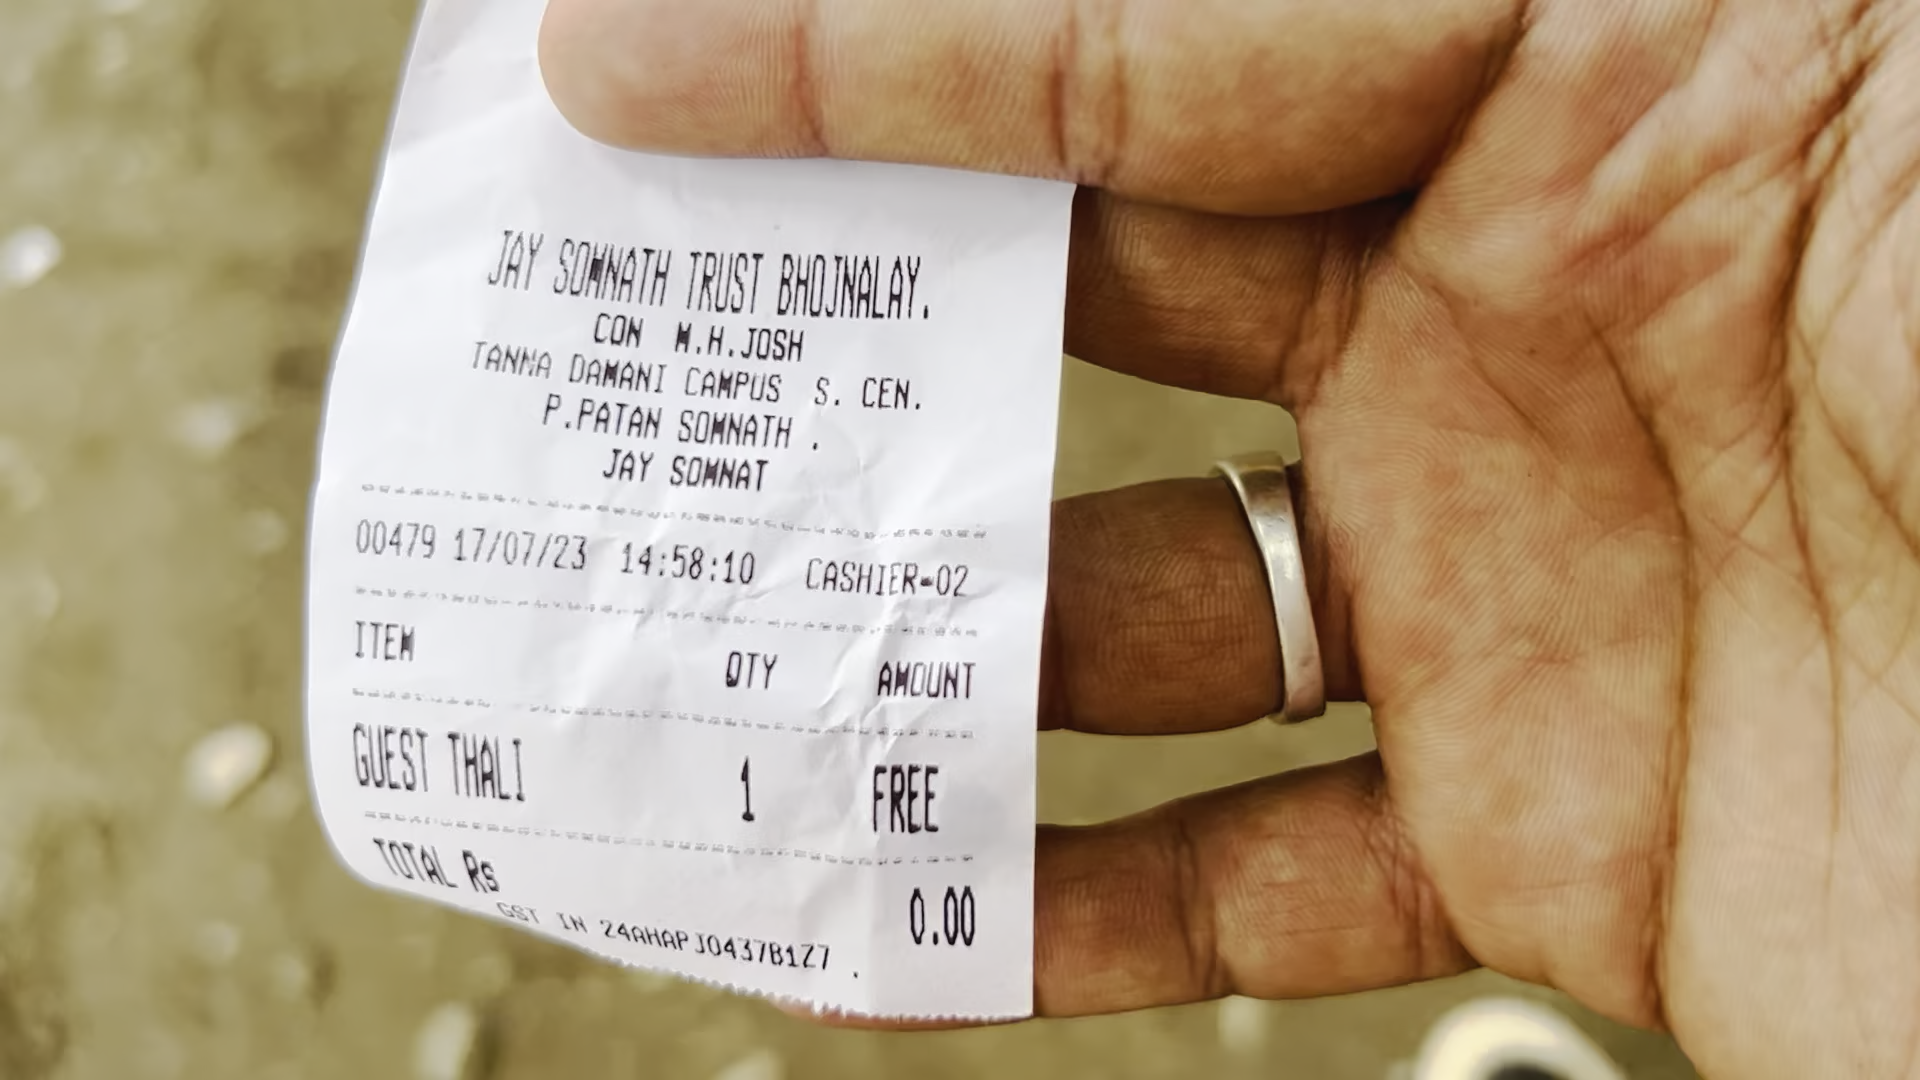 JAY SOMNATH TRUST BHOJNALAY.
CON M.H.JOSH
TANNA DAMANI CAMPUS S. CEN.
P.PATAN SOMNATH .
JAY SOMNAT
00479 17/07/23 14:58:10 CASHIER-02
ITEM QTY AMOUNT
GUEST THALI 1 FREE
TOTAL Rs 0.00
GST IN 24AHAPJ0437B1Z7 .